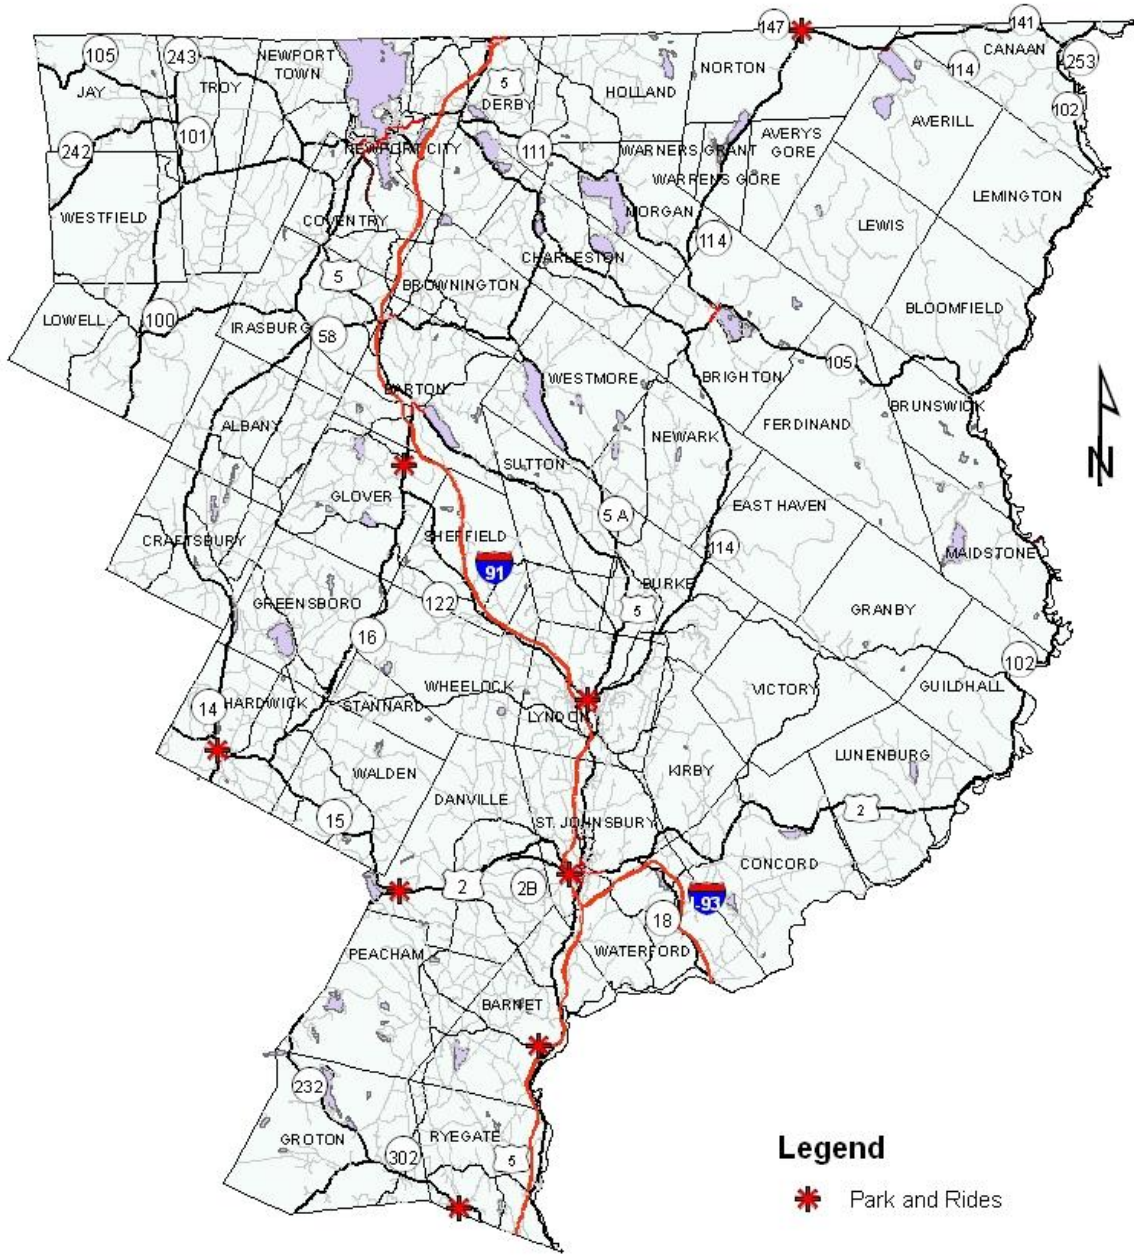 147
141
105
243
NEWPORT
TOWN
CANAAN
253
114
JAY
TROY
5
DERBY
HOLLAND
NORTON
102
AVERILL
242
101
NEWPORT CITY
111
AVERYS
GORE
WARNERS GRANT
WARRENS GORE
WESTFIELD
COVENTRY
MORGAN
LEMINGTON
LEWIS
114
5
CHARLESTON
BROWNINGTON
LOWELL
100
IRASBURG
58
BLOOMFIELD
105
BARTON
WESTMORE
BRIGHTON
BRUNSWICK
ALBANY
NEWARK
FERDINAND
N
SUTTON
GLOVER
5 A
EAST HAVEN
CRAFTSBURY
SHEFFIELD
114
MAIDSTONE
91
BURKE
GREENSBORO
122
5
GRANBY
16
102
WHEELOCK
VICTORY
GUILDHALL
14
HARDWICK
STANNARD
LYNDON
LUNENBURG
WALDEN
KIRBY
DANVILLE
15
ST. JOHNSBURY
2
CONCORD
2
2B
I-93
18
PEACHAM
WATERFORD
BARNET
232
GROTON
RYEGATE
302
5
Legend
Park and Rides